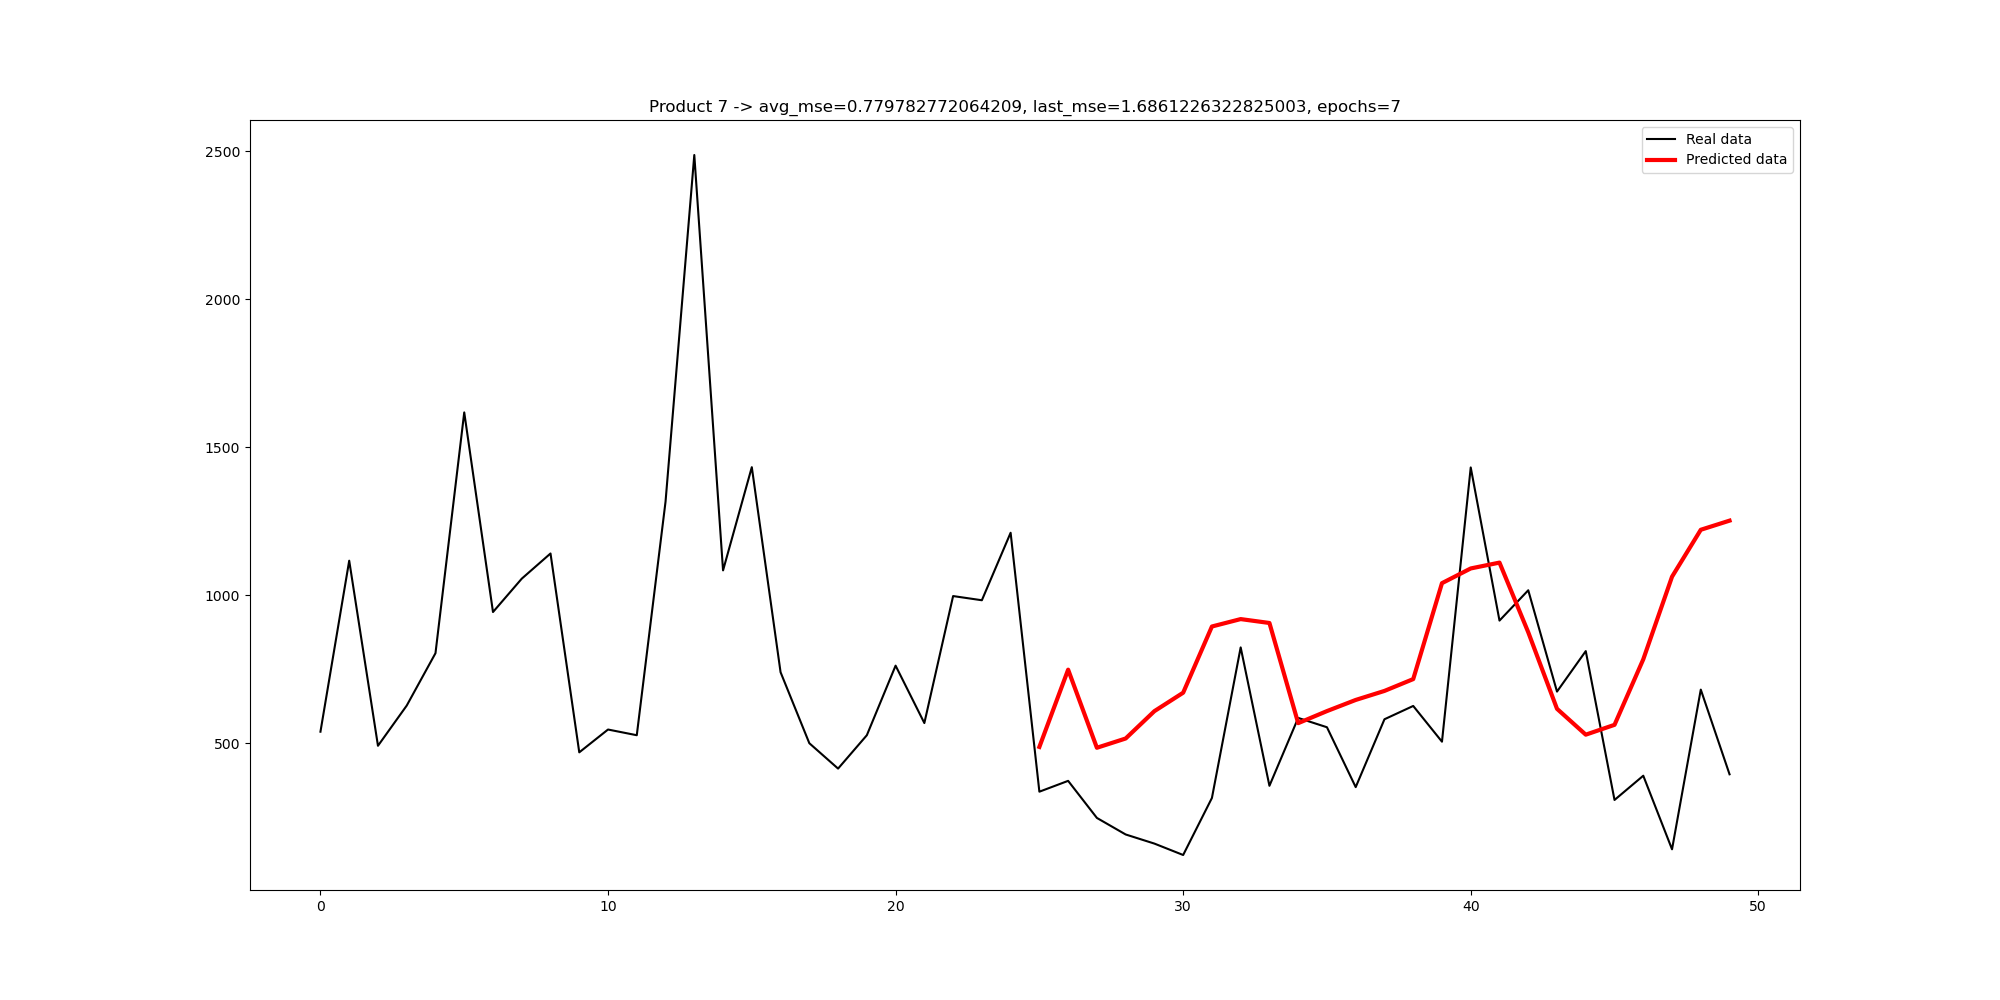 Product 7 -> avg_mse=0.779782772064209, last_mse=1.6861226322825003, epochs=7
Real data
Predicted data
2500
2000
1500
1000
500
0 10 20 30 40 50